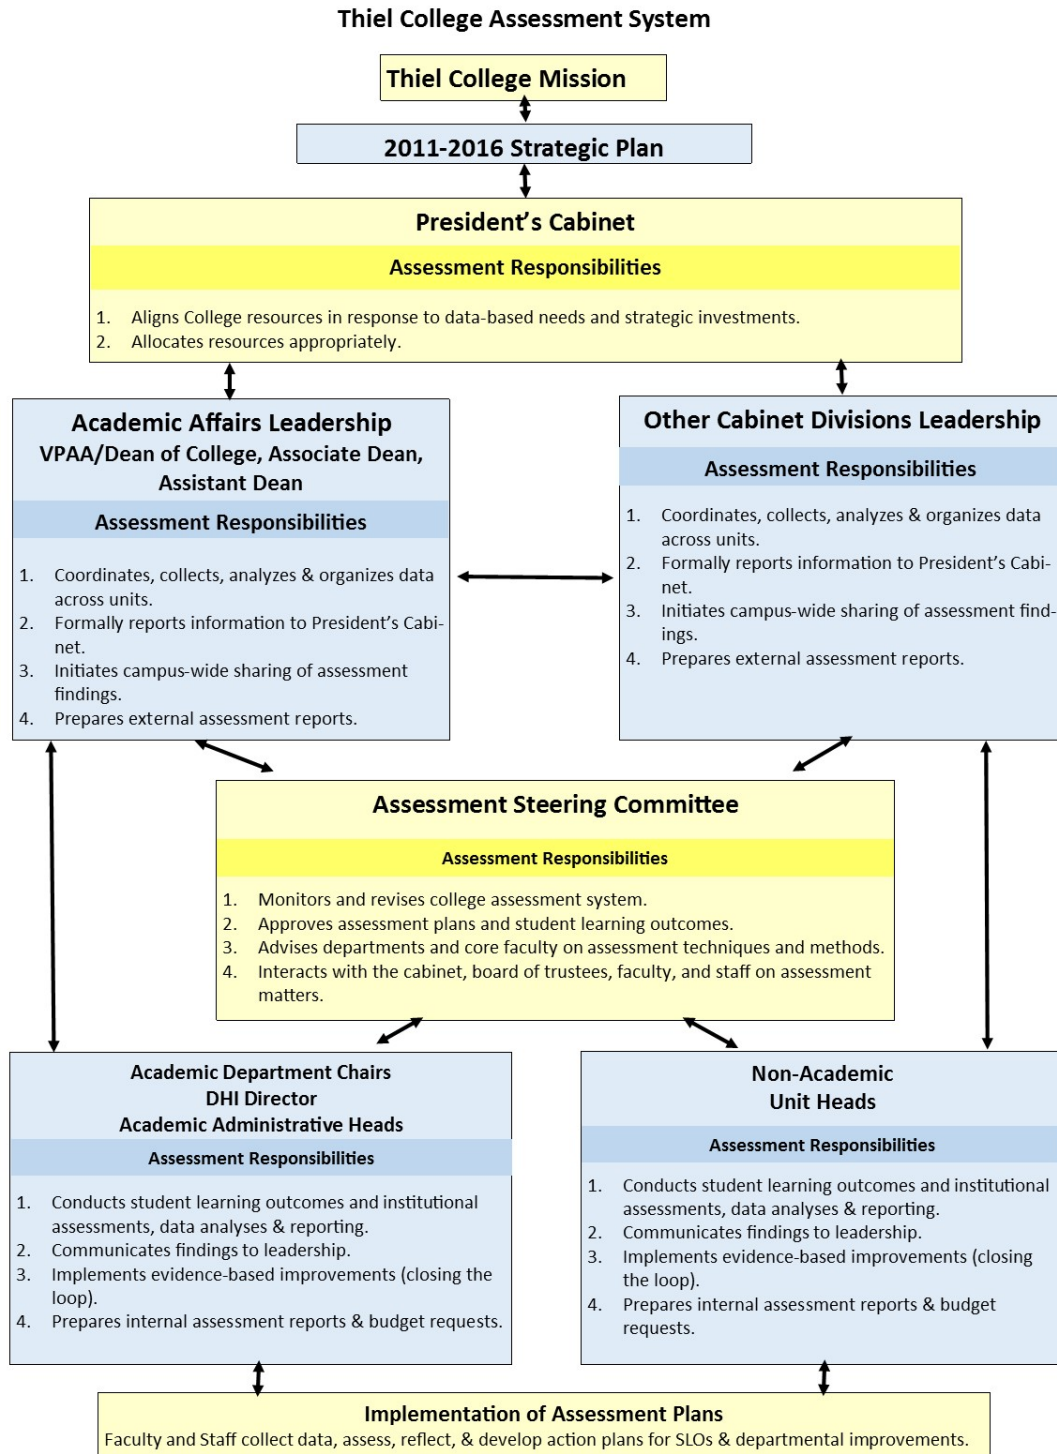 Thiel College Assessment System
Thiel College Mission
2011-2016 Strategic Plan
President's Cabinet
Assessment Responsibilities
1. Aligns College resources in response to data-based needs and strategic investments.
2. Allocates resources appropriately.
Academic Affairs Leadership
VPAA/Dean of College, Associate Dean,
Assistant Dean
Assessment Responsibilities
1. Coordinates, collects, analyzes & organizes data
across units.
2. Formally reports information to President's Cabi-
net.
3. Initiates campus-wide sharing of assessment
findings.
4. Prepares external assessment reports.
Other Cabinet Divisions Leadership
Assessment Responsibilities
1. Coordinates, collects, analyzes & organizes data
across units.
2. Formally reports information to President's Cabi-
net.
3. Initiates campus-wide sharing of assessment find-
ings.
4. Prepares external assessment reports.
Assessment Steering Committee
Assessment Responsibilities
1. Monitors and revises college assessment system.
2. Approves assessment plans and student learning outcomes.
3. Advises departments and core faculty on assessment techniques and methods.
4. Interacts with the cabinet, board of trustees, faculty, and staff on assessment
matters.
Academic Department Chairs
DHI Director
Academic Administrative Heads
Assessment Responsibilities
1. Conducts student learning outcomes and institutional
assessments, data analyses & reporting.
2. Communicates findings to leadership.
3. Implements evidence-based improvements (closing the
loop).
4. Prepares internal assessment reports & budget requests.
Non-Academic
Unit Heads
Assessment Responsibilities
1. Conducts student learning outcomes and institutional
assessments, data analyses & reporting.
2. Communicates findings to leadership.
3. Implements evidence-based improvements (closing
the loop).
4. Prepares internal assessment reports & budget
requests.
Implementation of Assessment Plans
Faculty and Staff collect data, assess, reflect, & develop action plans for SLOs & departmental improvements.